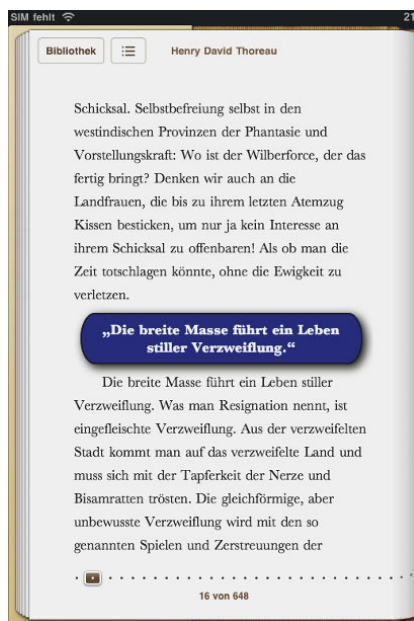 SIM fehlt
21
Bibliothek
Henry David Thoreau
Schicksal. Selbstbefreiung selbst in den
westindischen Provinzen der Phantasie und
Vorstellungskraft: Wo ist der Wilberforce, der das
fertig bringt? Denken wir auch an die
Landfrauen, die bis zu ihrem letzten Atemzug
Kissen besticken, um nur ja kein Interesse an
ihrem Schicksal zu offenbaren! Als ob man die
Zeit totschlagen könnte, ohne die Ewigkeit zu
verletzen.
„Die breite Masse führt ein Leben
stiller Verzweiflung.“
Die breite Masse führt ein Leben stiller
Verzweiflung. Was man Resignation nennt, ist
eingefleischte Verzweiflung. Aus der verzweifelten
Stadt kommt man auf das verzweifelte Land und
muss sich mit der Tapferkeit der Nerze und
Bisamratten trösten. Die gleichförmige, aber
unbewusste Verzweiflung wird mit den so
genannten Spielen und Zerstreuungen der
16 von 648